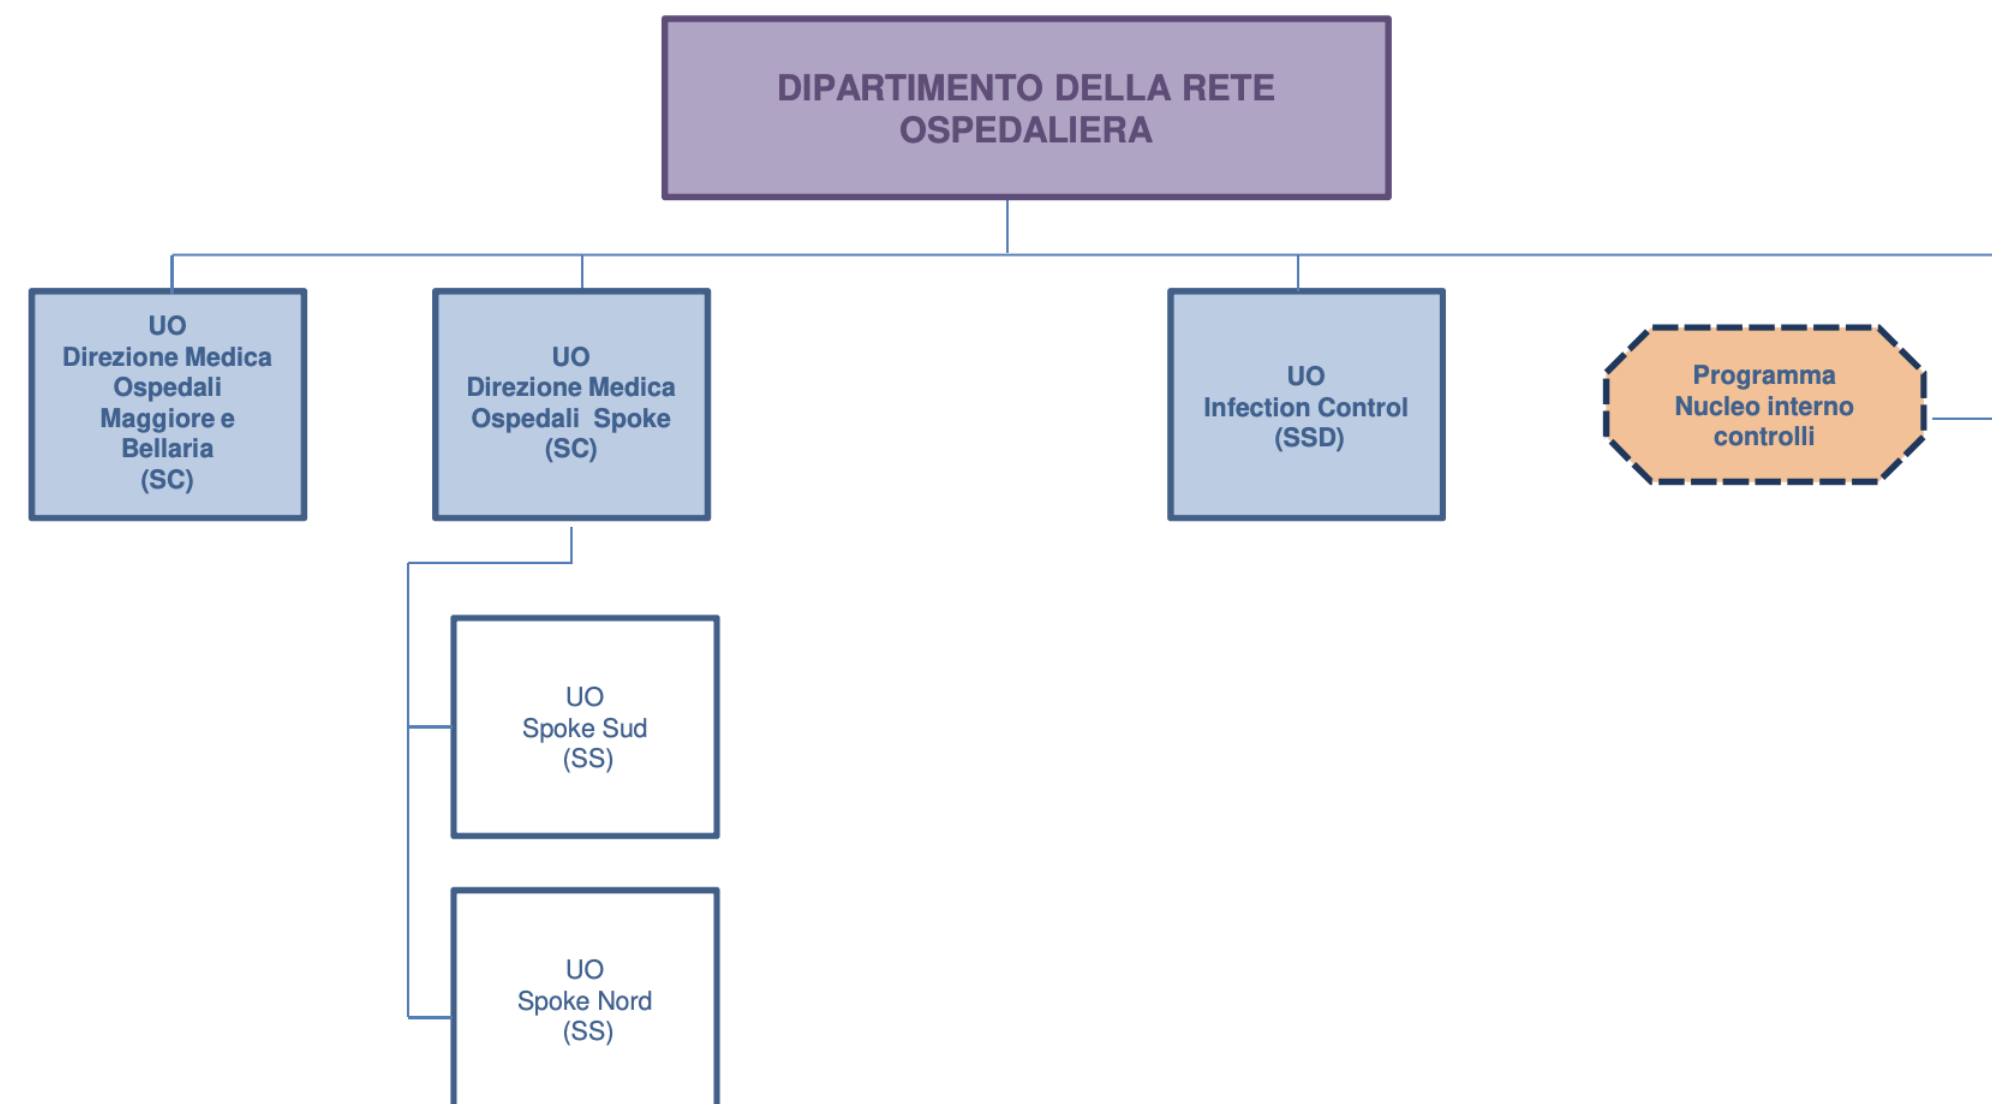 DIPARTIMENTO DELLA RETE
OSPEDALIERA
UO
Direzione Medica
Ospedali
Maggiore e
Bellaria
(SC)
UO
Direzione Medica
Ospedali Spoke
(SC)
UO
Infection Control
(SSD)
Programma
Nucleo interno
controlli
UO
Spoke Sud
(SS)
UO
Spoke Nord
(SS)